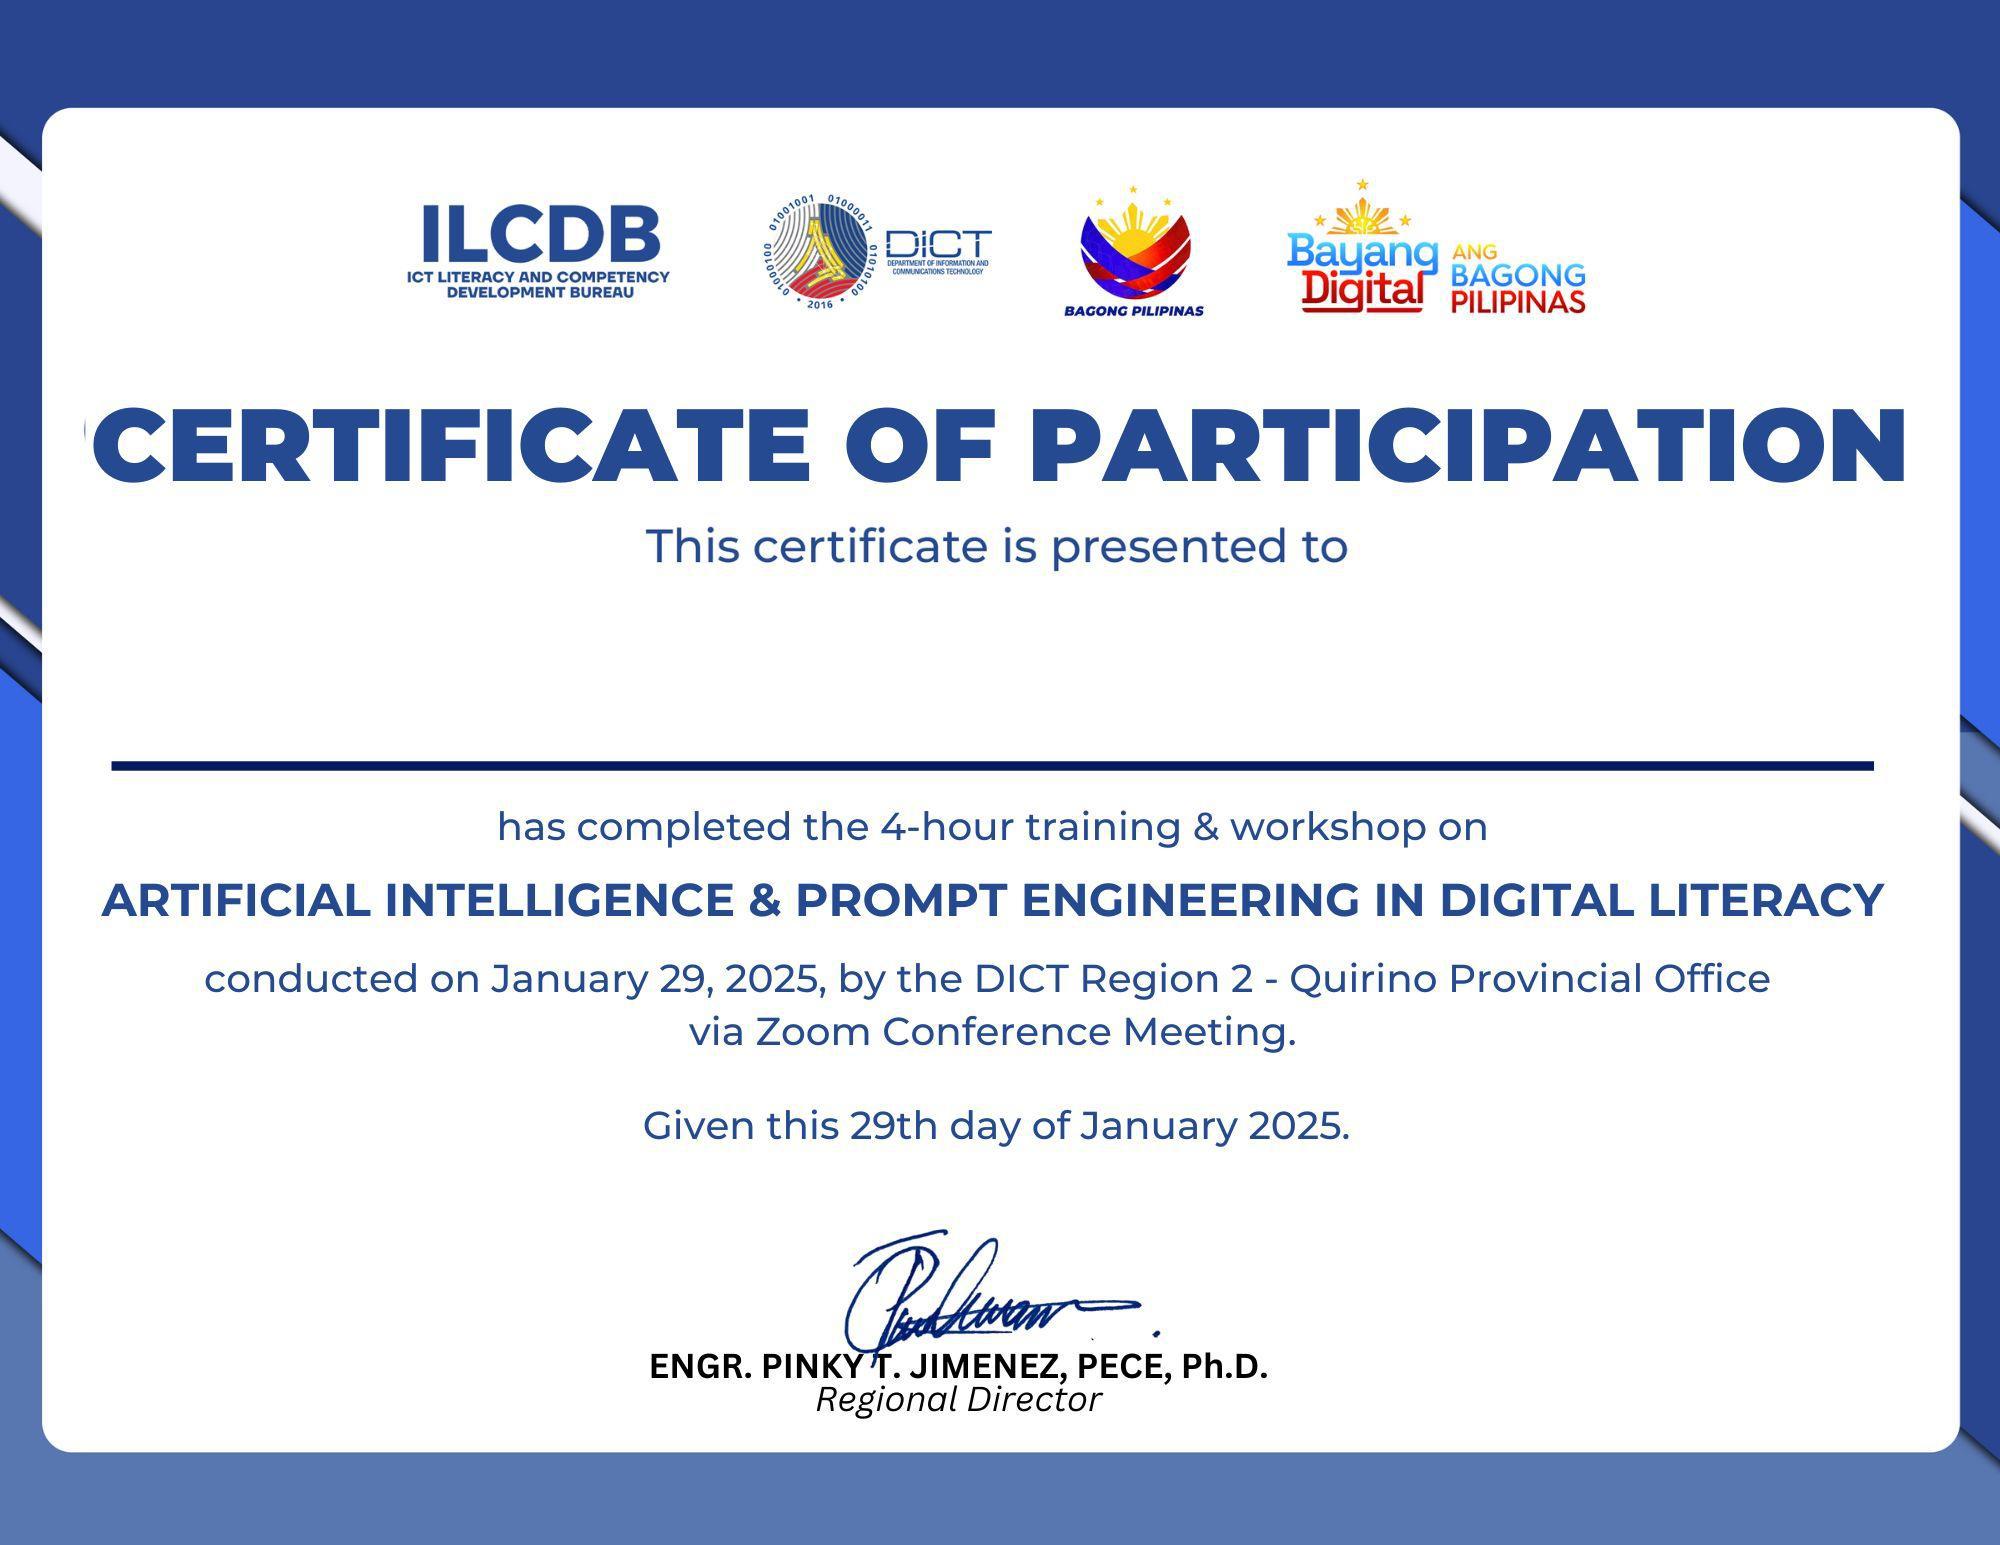 ILCDB
ICT LITERACY AND COMPETENCY
DEVELOPMENT BUREAU
01001001 01000011 01010100 01000100
2016
DICT
DEPARTMENT OF INFORMATION AND
COMMUNICATIONS TECHNOLOGY
BAGONG PILIPINAS
Bayang
Digital
ANG
BAGONG
PILIPINAS
CERTIFICATE OF PARTICIPATION
This certificate is presented to
has completed the 4-hour training & workshop on
ARTIFICIAL INTELLIGENCE & PROMPT ENGINEERING IN DIGITAL LITERACY
conducted on January 29, 2025, by the DICT Region 2 - Quirino Provincial Office
via Zoom Conference Meeting.
Given this 29th day of January 2025.
ENGR. PINKY T. JIMENEZ, PECE, Ph.D.
Regional Director